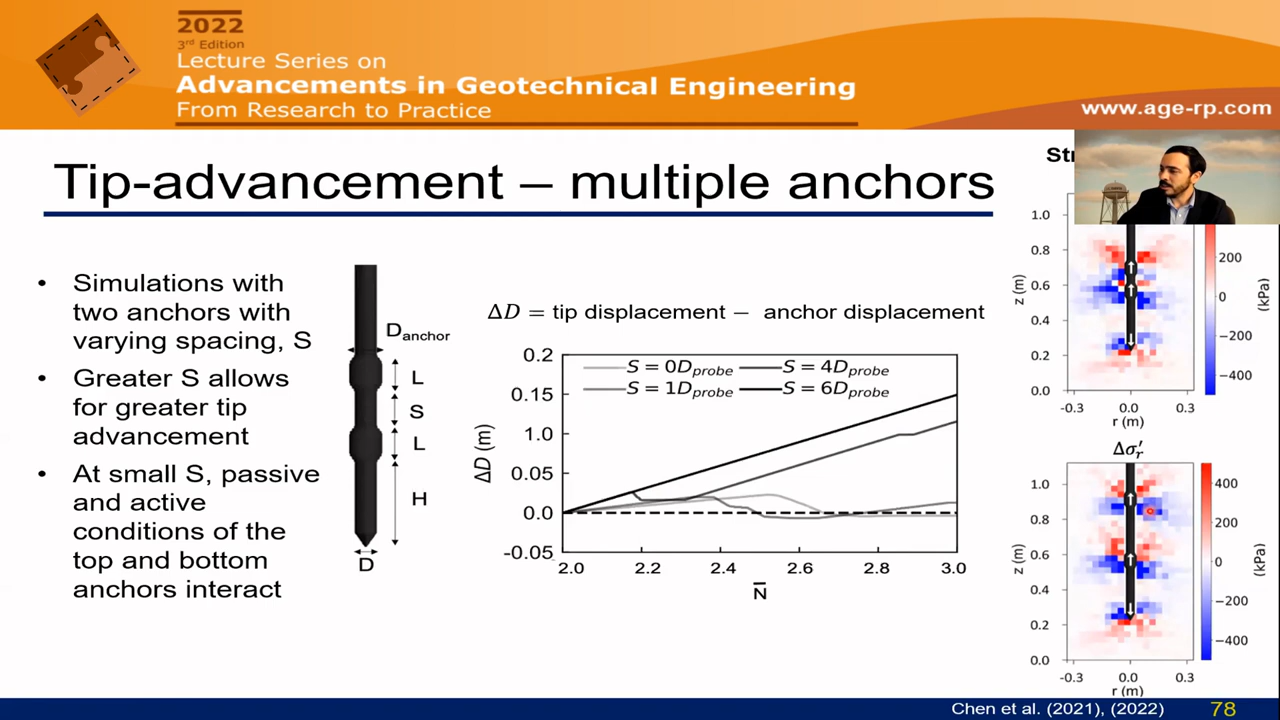 2022
3rd Edition
Lecture Series on
Advancements in Geotechnical Engineering
From Research to Practice
www.age-rp.com
Tip-advancement – multiple anchors
• Simulations with
two anchors with
varying spacing, S
• Greater S allows
for greater tip
advancement
• At small S, passive
and active
conditions of the
top and bottom
anchors interact
Danchor
L
S
L
H
D
ΔD = tip displacement − anchor displacement
S = 0Dprobe
S = 4Dprobe
S = 1Dprobe
S = 6Dprobe
0.2
0.15
1.0
0.05
0.0
-0.05
ΔD (m)
2.0 2.2 2.4 2.6 2.8 3.0
N̅
1.0
0.8
0.6
0.4
0.2
0.0
z (m)
-0.3 0.0 0.3
r (m)
200
0
−200
−400
(kPa)
Δσ′r
1.0
0.8
0.6
0.4
0.2
0.0
z (m)
-0.3 0.0 0.3
r (m)
400
200
0
−200
−400
(kPa)
Chen et al. (2021), (2022)
78